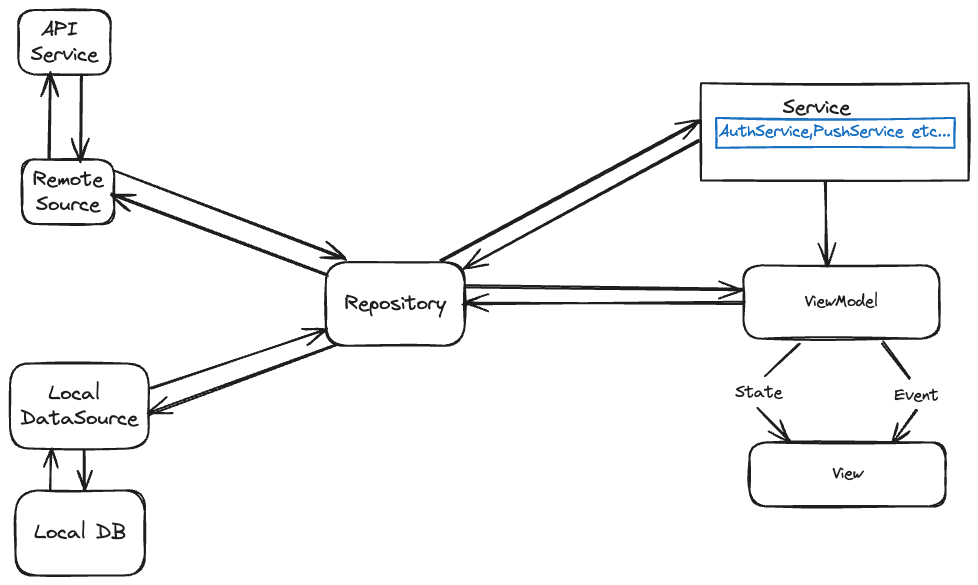 API
Service
Remote
Source
Service
AuthService,PushService etc...
Repository
ViewModel
Local
DataSource
State
Event
View
Local DB